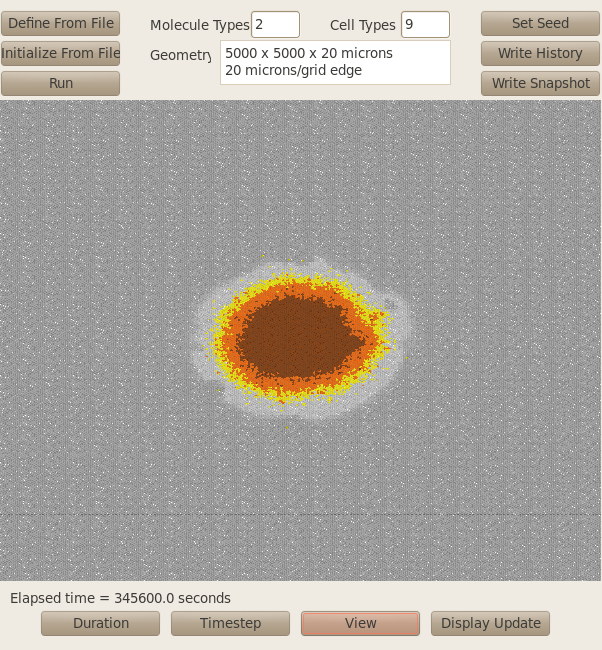 Define From File
Molecule Types 2
Cell Types 9
Set Seed
Initialize From File
Geometry
5000 x 5000 x 20 microns
20 microns/grid edge
Write History
Run
Write Snapshot
Elapsed time = 345600.0 seconds
Duration
Timestep
View
Display Update